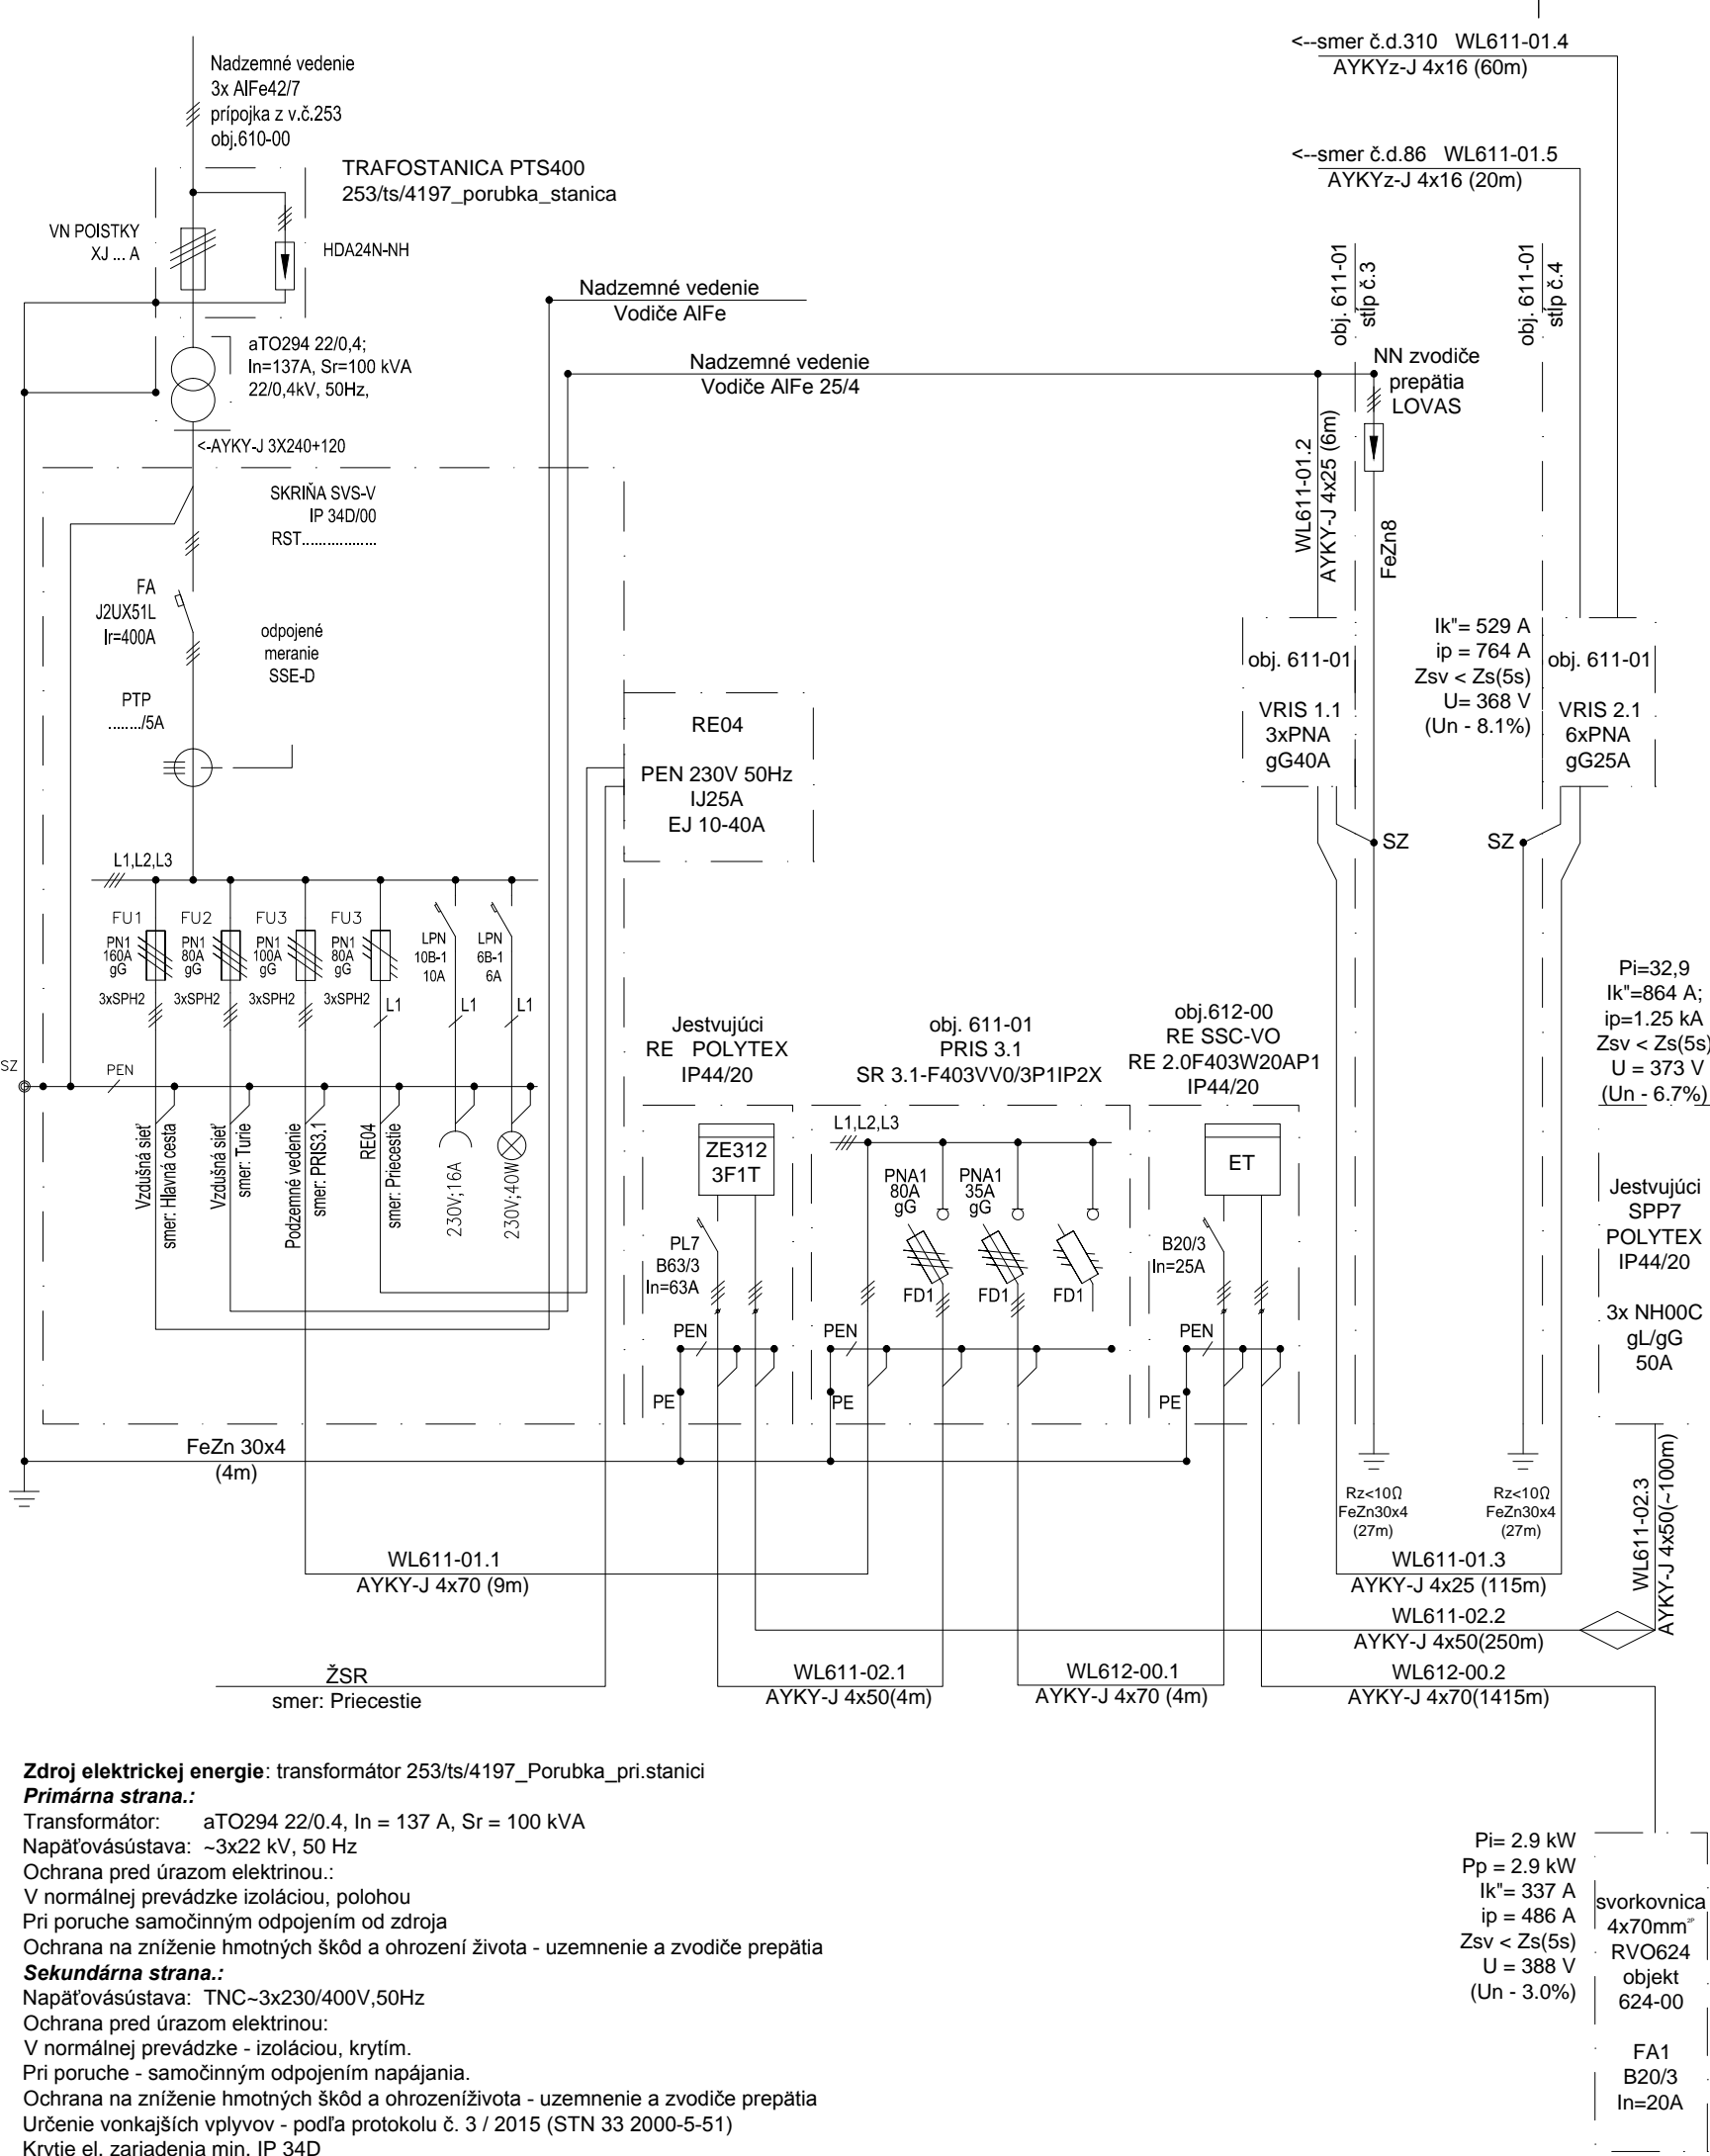 Nadzemné vedenie
3x AlFe42/7
prípojka z v.č.253
obj.610-00
TRAFOSTANICA PTS400
253/ts/4197_porubka_stanica
VN POISTKY
XJ ... A
HDA24N-NH
aTO294 22/0,4;
In=137A, Sr=100 kVA
22/0,4kV, 50Hz,
<-AYKY-J 3X240+120
Nadzemné vedenie
Vodiče AlFe
Nadzemné vedenie
Vodiče AlFe 25/4
<--smer č.d.310 WL611-01.4
AYKYz-J 4x16 (60m)
<--smer č.d.86 WL611-01.5
AYKYz-J 4x16 (20m)
obj. 611-01
stĺp č.3
obj. 611-01
stĺp č.4
NN zvodiče
prepätia
LOVAS
WL611-01.2
AYKY-J 4x25 (6m)
FeZn8
SKRIŇA SVS-V
IP 34D/00
RST.................
FA
J2UX51L
Ir=400A
odpojené
meranie
SSE-D
PTP
......../5A
RE04
PEN 230V 50Hz
IJ25A
EJ 10-40A
obj. 611-01
VRIS 1.1
3xPNA
gG40A
Ik"= 529 A
ip = 764 A
Zsv < Zs(5s)
U= 368 V
(Un - 8.1%)
obj. 611-01
VRIS 2.1
6xPNA
gG25A
SZ
SZ
L1,L2,L3
FU1
PN1
160A
gG
3xSPH2
FU2
PN1
80A
gG
3xSPH2
FU3
PN1
100A
gG
3xSPH2
FU3
PN1
80A
gG
3xSPH2
L1
LPN
10B-1
10A
L1
LPN
6B-1
6A
L1
SZ
PEN
Vzdušná sieť
smer: Hlavná cesta
Vzdušná sieť
smer: Turie
Podzemné vedenie
smer: PRIS3.1
RE04
smer: Priecestie
230V;16A
230V;40W
Jestvujúci
RE POLYTEX
IP44/20
ZE312
3F1T
PL7
B63/3
In=63A
PEN
PE
obj. 611-01
PRIS 3.1
SR 3.1-F403VV0/3P1IP2X
L1,L2,L3
PNA1
80A
gG
FD1
PNA1
35A
gG
FD1
FD1
PEN
PE
obj.612-00
RE SSC-VO
RE 2.0F403W20AP1
IP44/20
ET
B20/3
In=25A
PEN
PE
Pi=32,9
Ik"=864 A;
ip=1.25 kA
Zsv < Zs(5s)
U = 373 V
(Un - 6.7%)
Jestvujúci
SPP7
POLYTEX
IP44/20
3x NH00C
gL/gG
50A
FeZn 30x4
(4m)
Rz<10Ω
FeZn30x4
(27m)
Rz<10Ω
FeZn30x4
(27m)
WL611-02.3
AYKY-J 4x50(~100m)
WL611-01.1
AYKY-J 4x70 (9m)
WL611-01.3
AYKY-J 4x25 (115m)
WL611-02.2
AYKY-J 4x50(250m)
ŽSR
smer: Priecestie
WL611-02.1
AYKY-J 4x50(4m)
WL612-00.1
AYKY-J 4x70 (4m)
WL612-00.2
AYKY-J 4x70(1415m)
Zdroj elektrickej energie: transformátor 253/ts/4197_Porubka_pri.stanici
Primárna strana.:
Transformátor: aTO294 22/0.4, In = 137 A, Sr = 100 kVA
Napäťovásústava: ~3x22 kV, 50 Hz
Ochrana pred úrazom elektrinou.:
V normálnej prevádzke izoláciou, polohou
Pri poruche samočinným odpojením od zdroja
Ochrana na zníženie hmotných škôd a ohrození života - uzemnenie a zvodiče prepätia
Sekundárna strana.:
Napäťovásústava: TNC~3x230/400V,50Hz
Ochrana pred úrazom elektrinou:
V normálnej prevádzke - izoláciou, krytím.
Pri poruche - samočinným odpojením napájania.
Ochrana na zníženie hmotných škôd a ohrozeníživota - uzemnenie a zvodiče prepätia
Určenie vonkajších vplyvov - podľa protokolu č. 3 / 2015 (STN 33 2000-5-51)
Krytie el. zariadenia min. IP 34D
Pi= 2.9 kW
Pp = 2.9 kW
Ik"= 337 A
ip = 486 A
Zsv < Zs(5s)
U = 388 V
(Un - 3.0%)
svorkovnica
4x70mm
RVO624
objekt
624-00
FA1
B20/3
In=20A